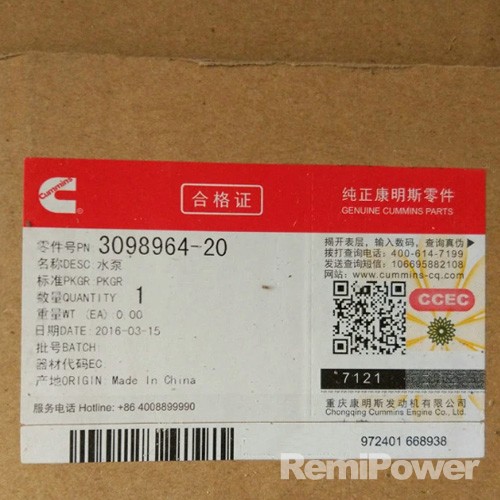 Cummins
合格证
纯正康明斯零件
GENUINE CUMMINS PARTS
零件号PN 3098964-20
名称DESC 水泵
标准PKGR PKGR
数量QUANTITY 1
重量WT (EA) 0.00
日期DATE 2016-03-15
批号BATCH
器材代码EC
产地ORIGIN Made In China
服务电话 Hotline: +86 4008899990
揭开表层，输入数码，查询真伪
拨打查询电话: 400-614-7199
发送查询短信: 106695882108
网址: www.cummins-cq.com
CCEC
7121
重庆康明斯发动机有限公司
Chongqing Cummins Engine Co., Ltd.
972401 668938
RemiPower